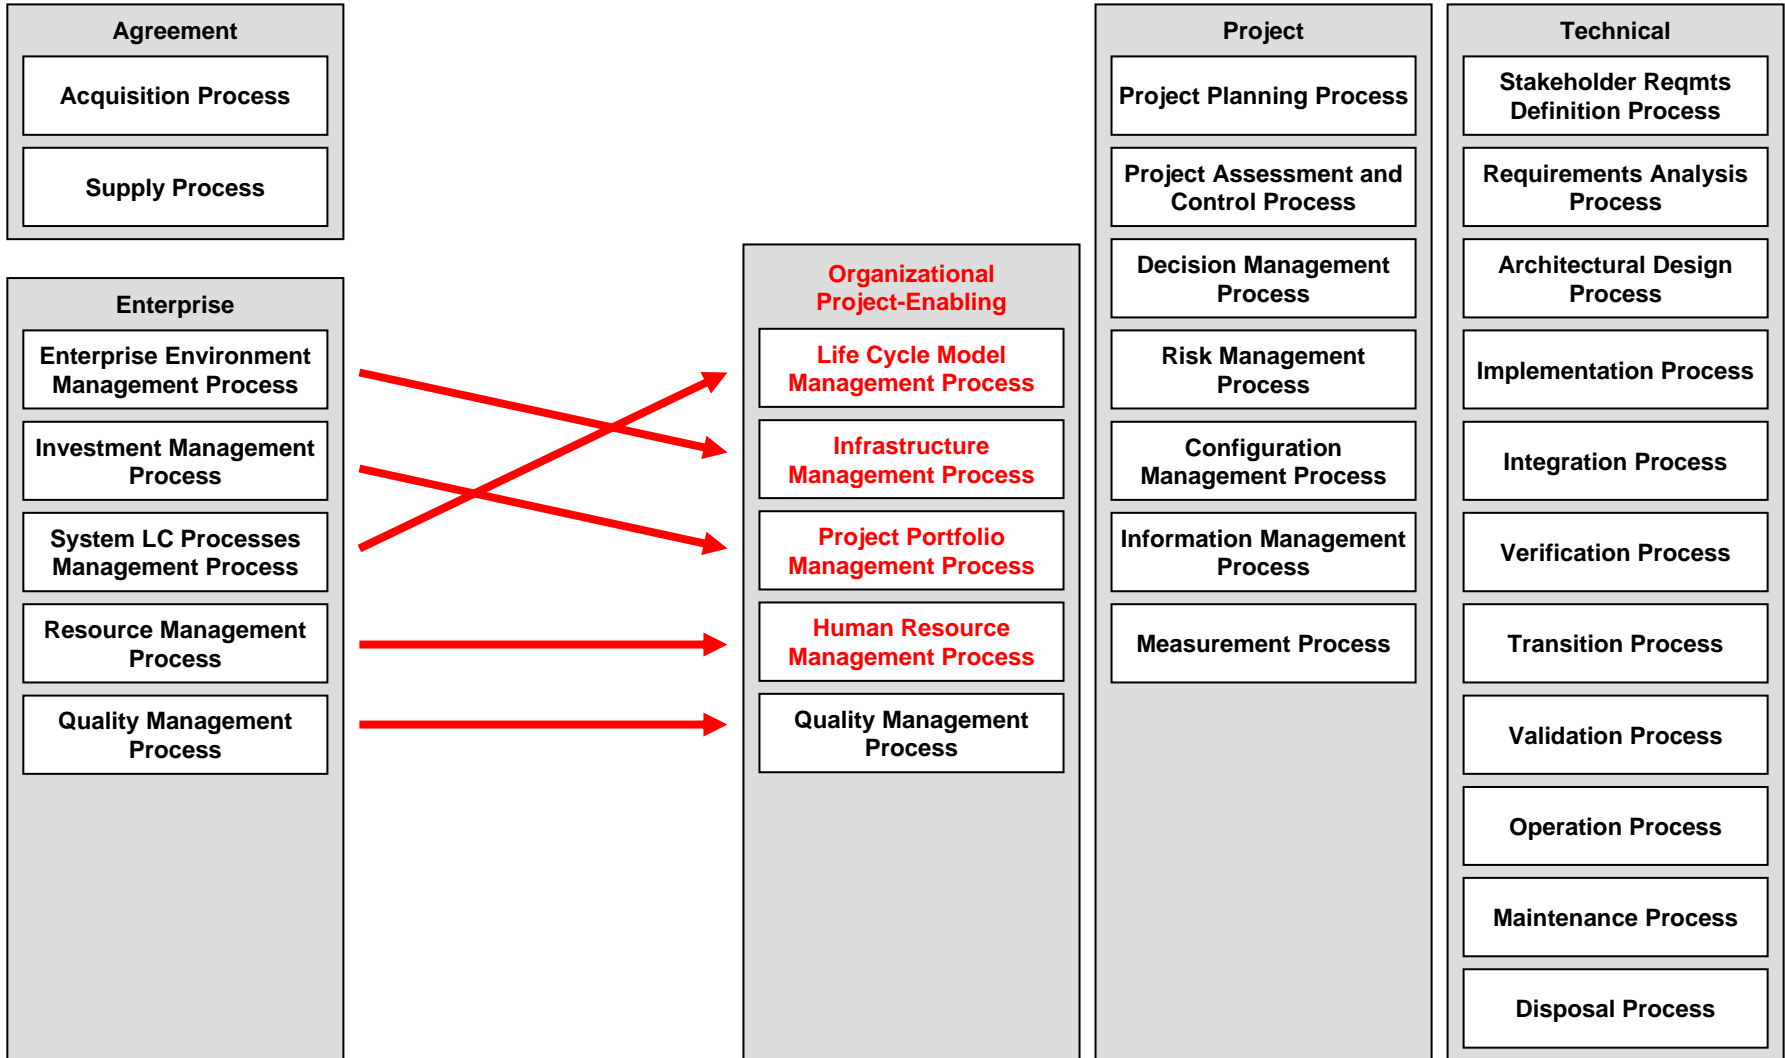 Agreement
Acquisition Process
Supply Process
Enterprise
Enterprise Environment
Management Process
Investment Management
Process
System LC Processes
Management Process
Resource Management
Process
Quality Management
Process
Organizational
Project-Enabling
Life Cycle Model
Management Process
Infrastructure
Management Process
Project Portfolio
Management Process
Human Resource
Management Process
Quality Management
Process
Project
Project Planning Process
Project Assessment and
Control Process
Decision Management
Process
Risk Management
Process
Configuration
Management Process
Information Management
Process
Measurement Process
Technical
Stakeholder Reqmts
Definition Process
Requirements Analysis
Process
Architectural Design
Process
Implementation Process
Integration Process
Verification Process
Transition Process
Validation Process
Operation Process
Maintenance Process
Disposal Process